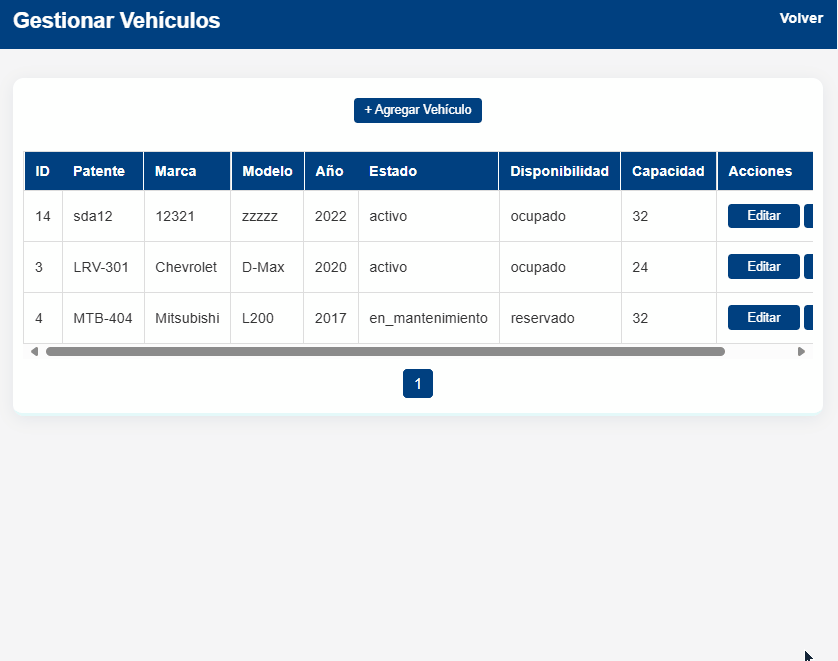 Gestionar Vehículos Volver
+ Agregar Vehículo
ID Patente Marca Modelo Año Estado Disponibilidad Capacidad Acciones
14 sda12 12321 zzzzz 2022 activo ocupado 32 Editar
3 LRV-301 Chevrolet D-Max 2020 activo ocupado 24 Editar
4 MTB-404 Mitsubishi L200 2017 en_mantenimiento reservado 32 Editar
1